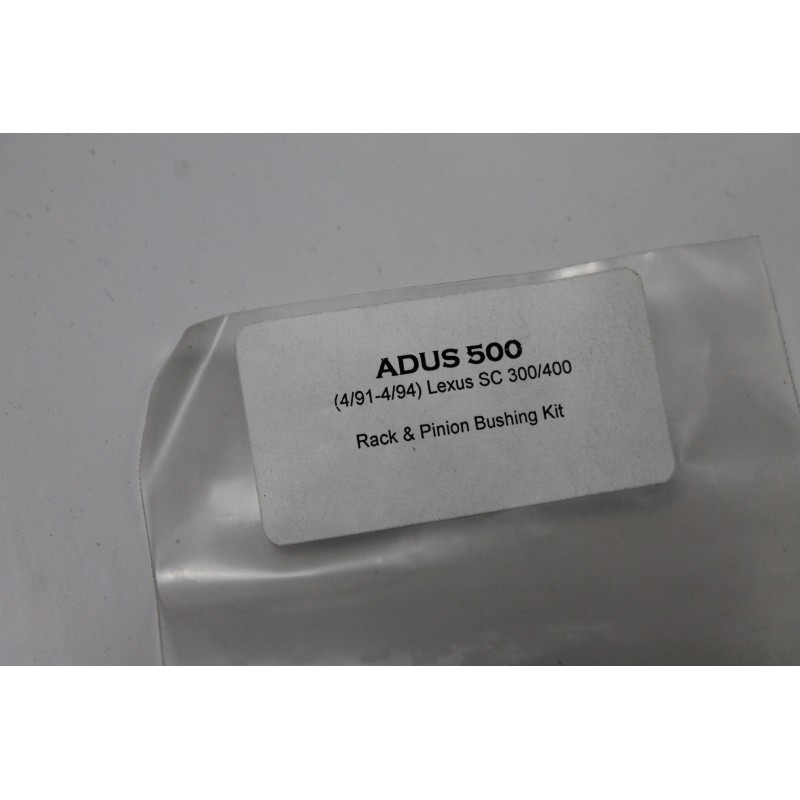 ADUS 500
(4/91-4/94) Lexus SC 300/400
Rack & Pinion Bushing Kit